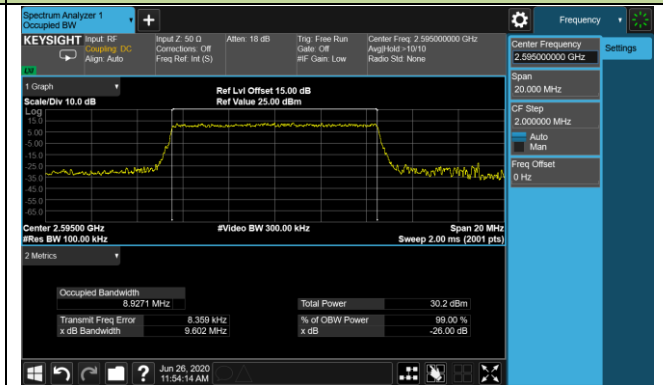 Spectrum Analyzer 1
Occupied BW
Frequency
KEYSIGHT
Input: RF
Coupling: DC
Align: Auto
Input Z: 50 Ω
Corrections: Off
Freq Ref: Int (S)
Atten: 18 dB
Trig: Free Run
Gate: Off
#IF Gain: Low
Center Freq: 2.595000000 GHz
Avg|Hold:>10/10
Radio Std: None
Center Frequency
2.595000000 GHz
Settings
Span
20.000 MHz
CF Step
2.000000 MHz
Auto
Man
Freq Offset
0 Hz
1 Graph
Scale/Div 10.0 dB
Ref Lvl Offset 15.00 dB
Ref Value 25.00 dBm
Log
15.0
5.00
-5.00
-15.0
-25.0
-35.0
-45.0
-55.0
-65.0
Center 2.59500 GHz
#Video BW 300.00 kHz
Span 20 MHz
#Res BW 100.00 kHz
Sweep 2.00 ms (2001 pts)
2 Metrics
Occupied Bandwidth
8.9271 MHz
Total Power 30.2 dBm
Transmit Freq Error 8.359 kHz
% of OBW Power 99.00 %
x dB Bandwidth 9.602 MHz
x dB -26.00 dB
?
Jun 26, 2020
11:54:14 AM